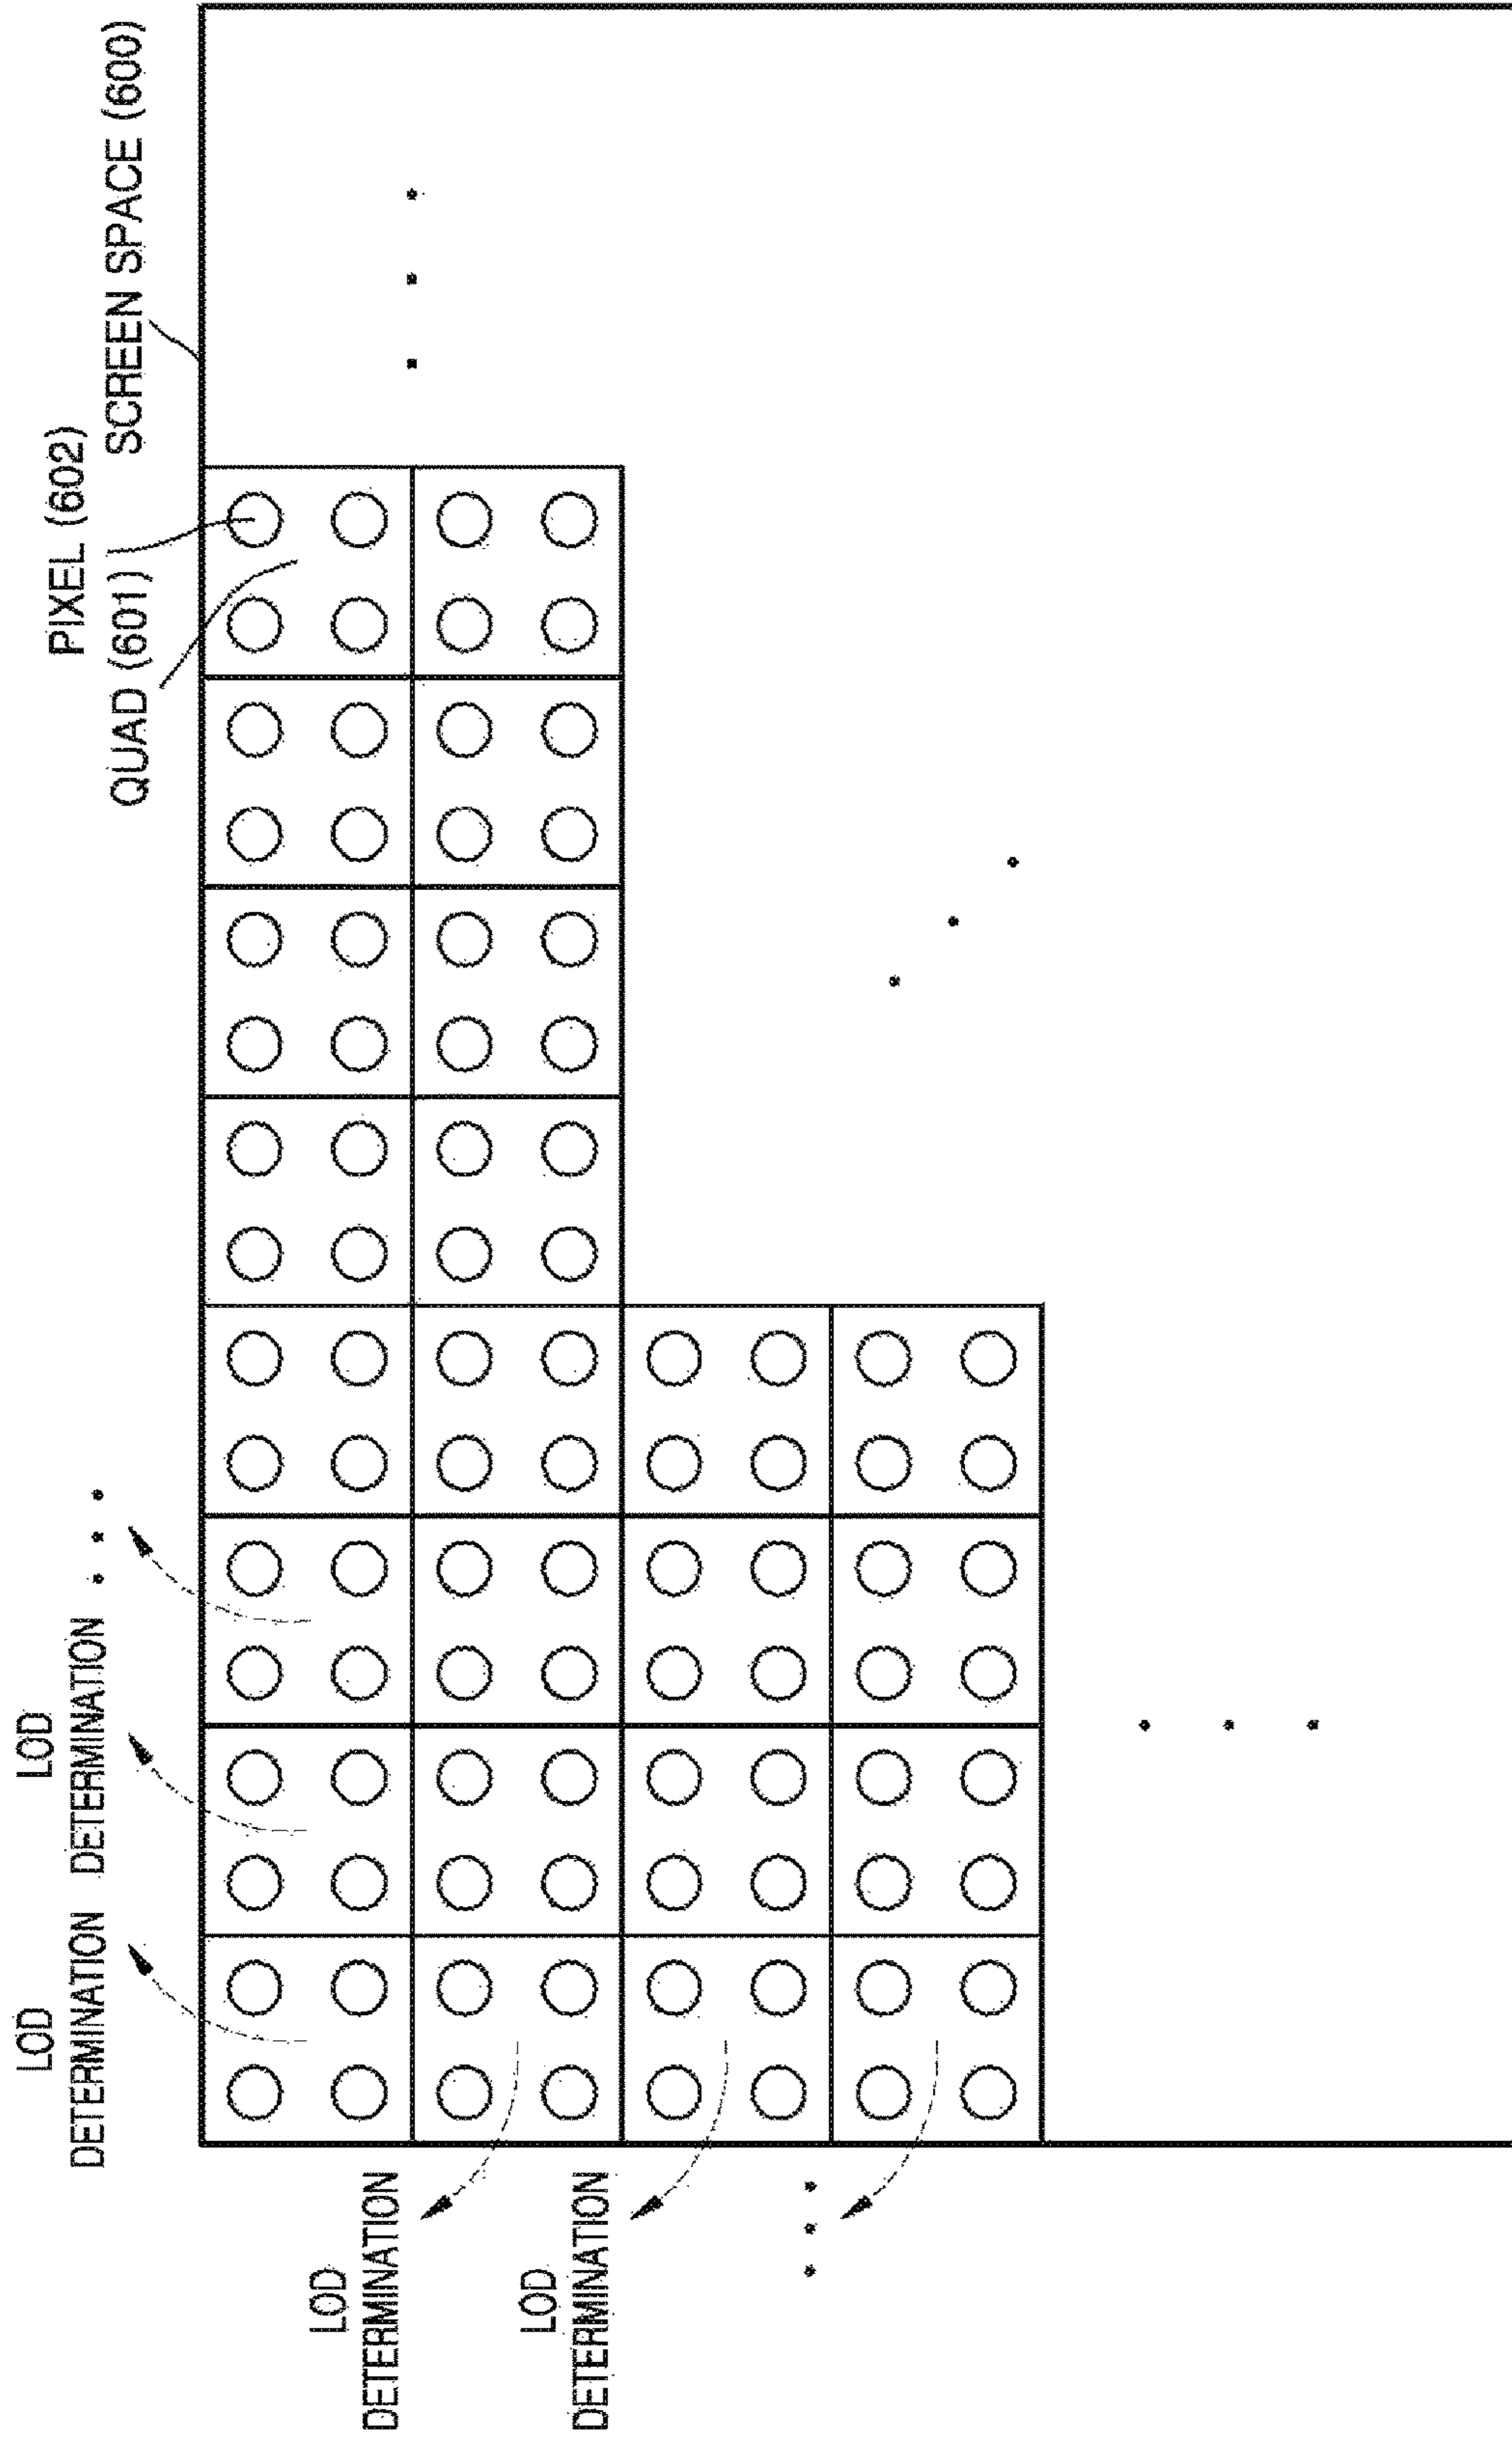 LOD
DETERMINATION
LOD
DETERMINATION
PIXEL (602)
QUAD (601)
SCREEN SPACE (600)
LOD
DETERMINATION
LOD
DETERMINATION